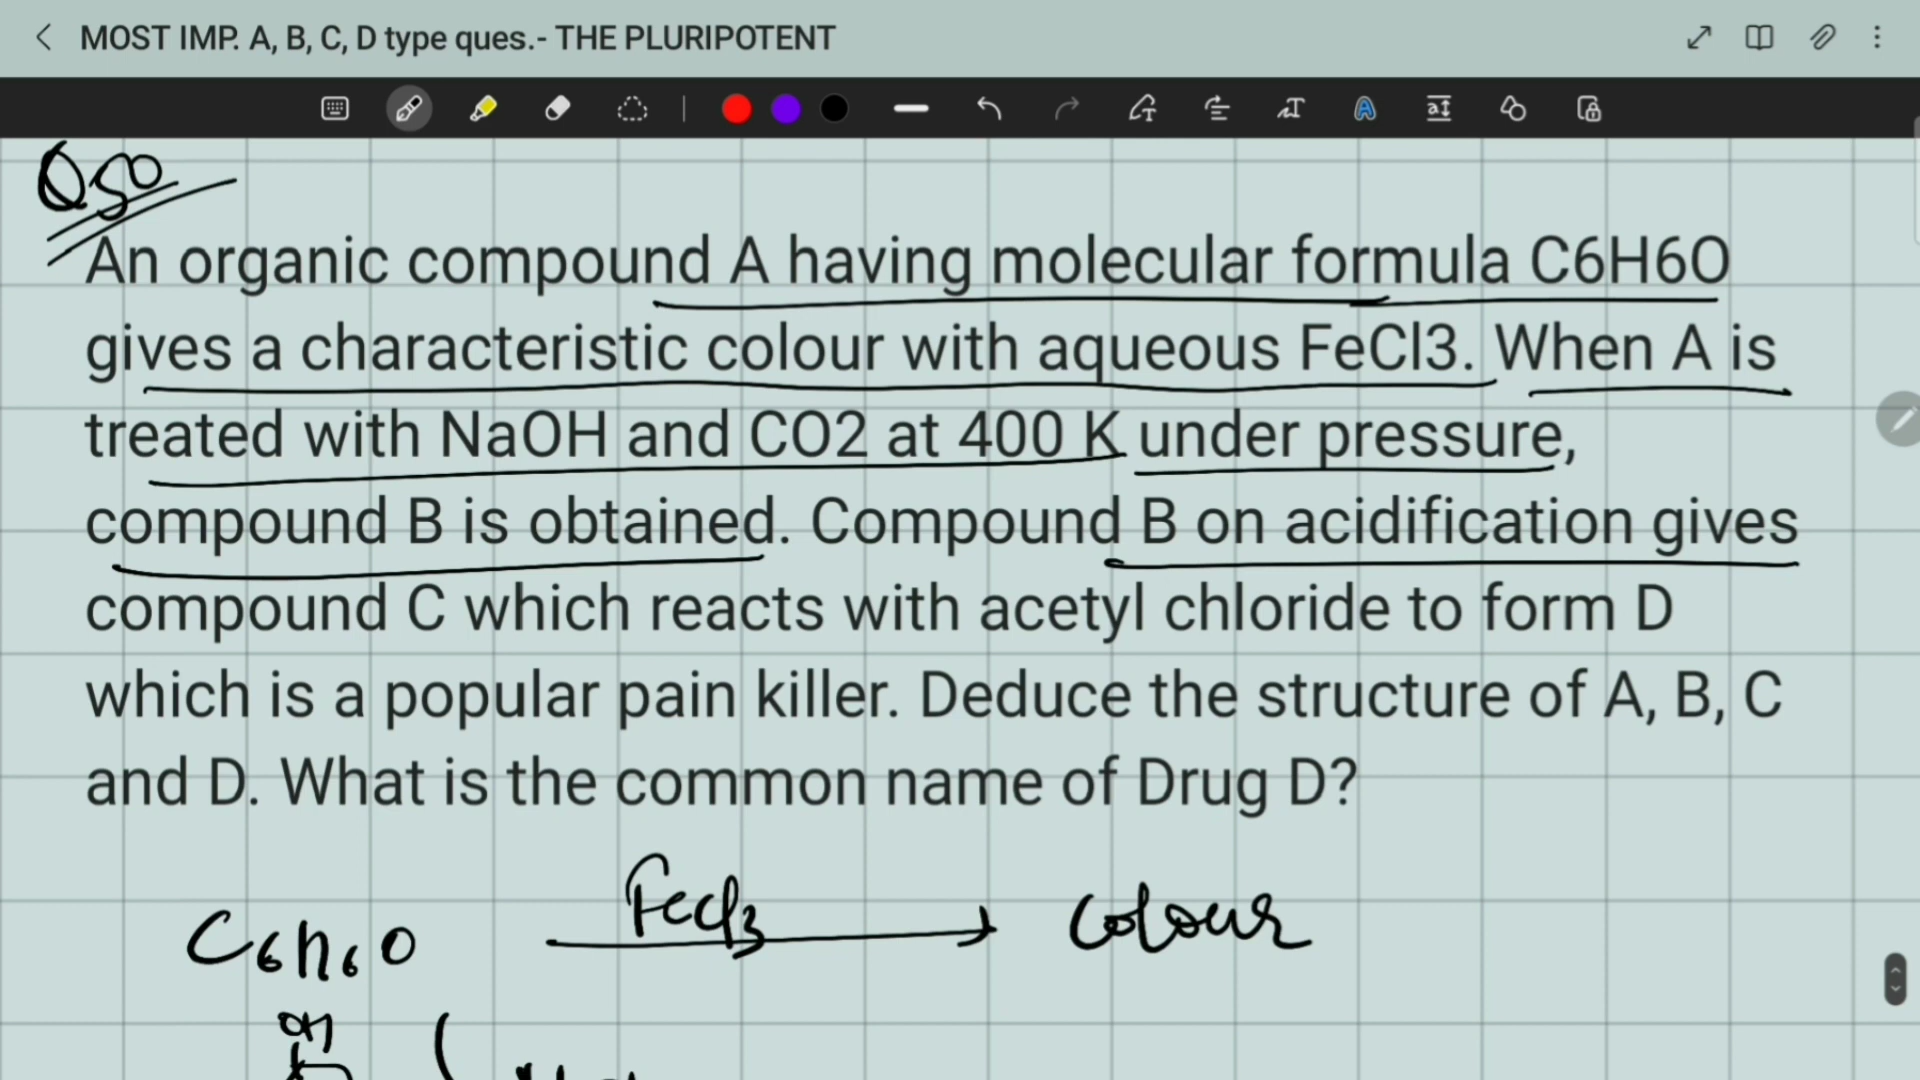 MOST IMP. A, B, C, D type ques.- THE PLURIPOTENT
Q50
An organic compound A having molecular formula C6H6O
gives a characteristic colour with aqueous FeCl3. When A is
treated with NaOH and CO2 at 400 K under pressure,
compound B is obtained. Compound B on acidification gives
compound C which reacts with acetyl chloride to form D
which is a popular pain killer. Deduce the structure of A, B, C
and D. What is the common name of Drug D?
C6H6O FeCl3 Colour
OH